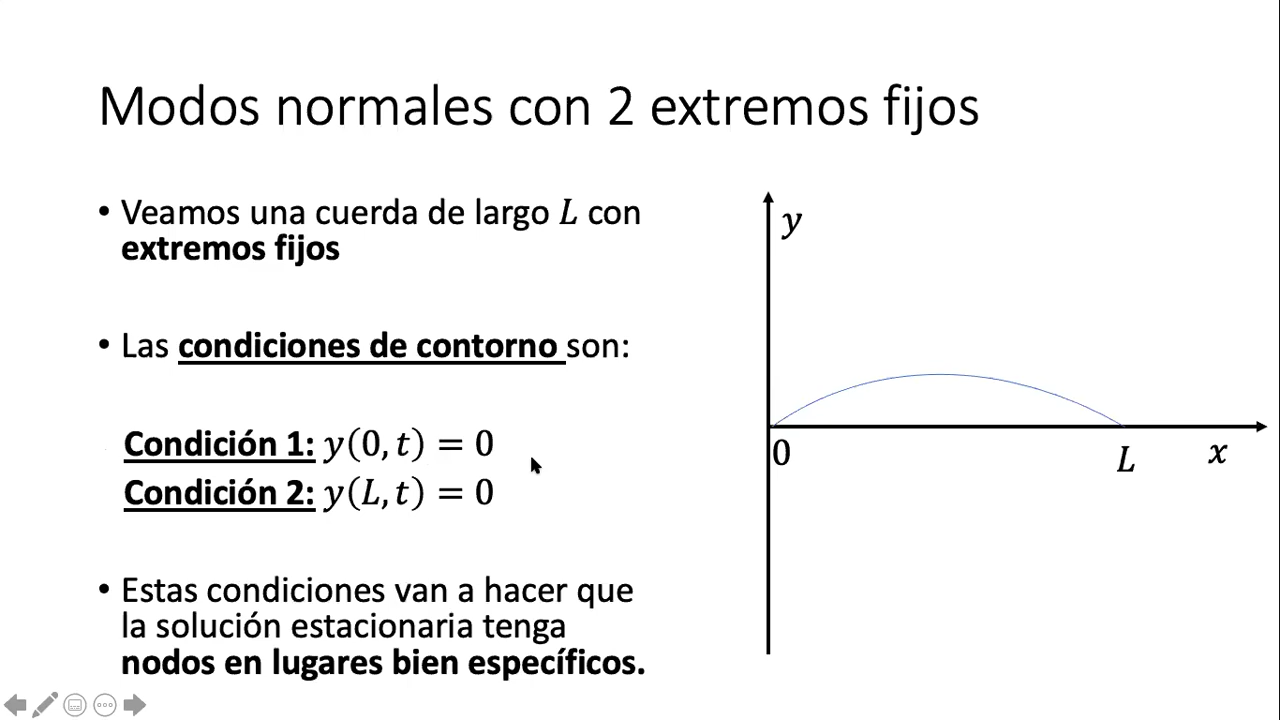 Modos normales con 2 extremos fijos
• Veamos una cuerda de largo L con
extremos fijos
• Las condiciones de contorno son:
Condición 1: y(0, t) = 0
Condición 2: y(L, t) = 0
• Estas condiciones van a hacer que
la solución estacionaria tenga
nodos en lugares bien específicos.
y
0
L
x